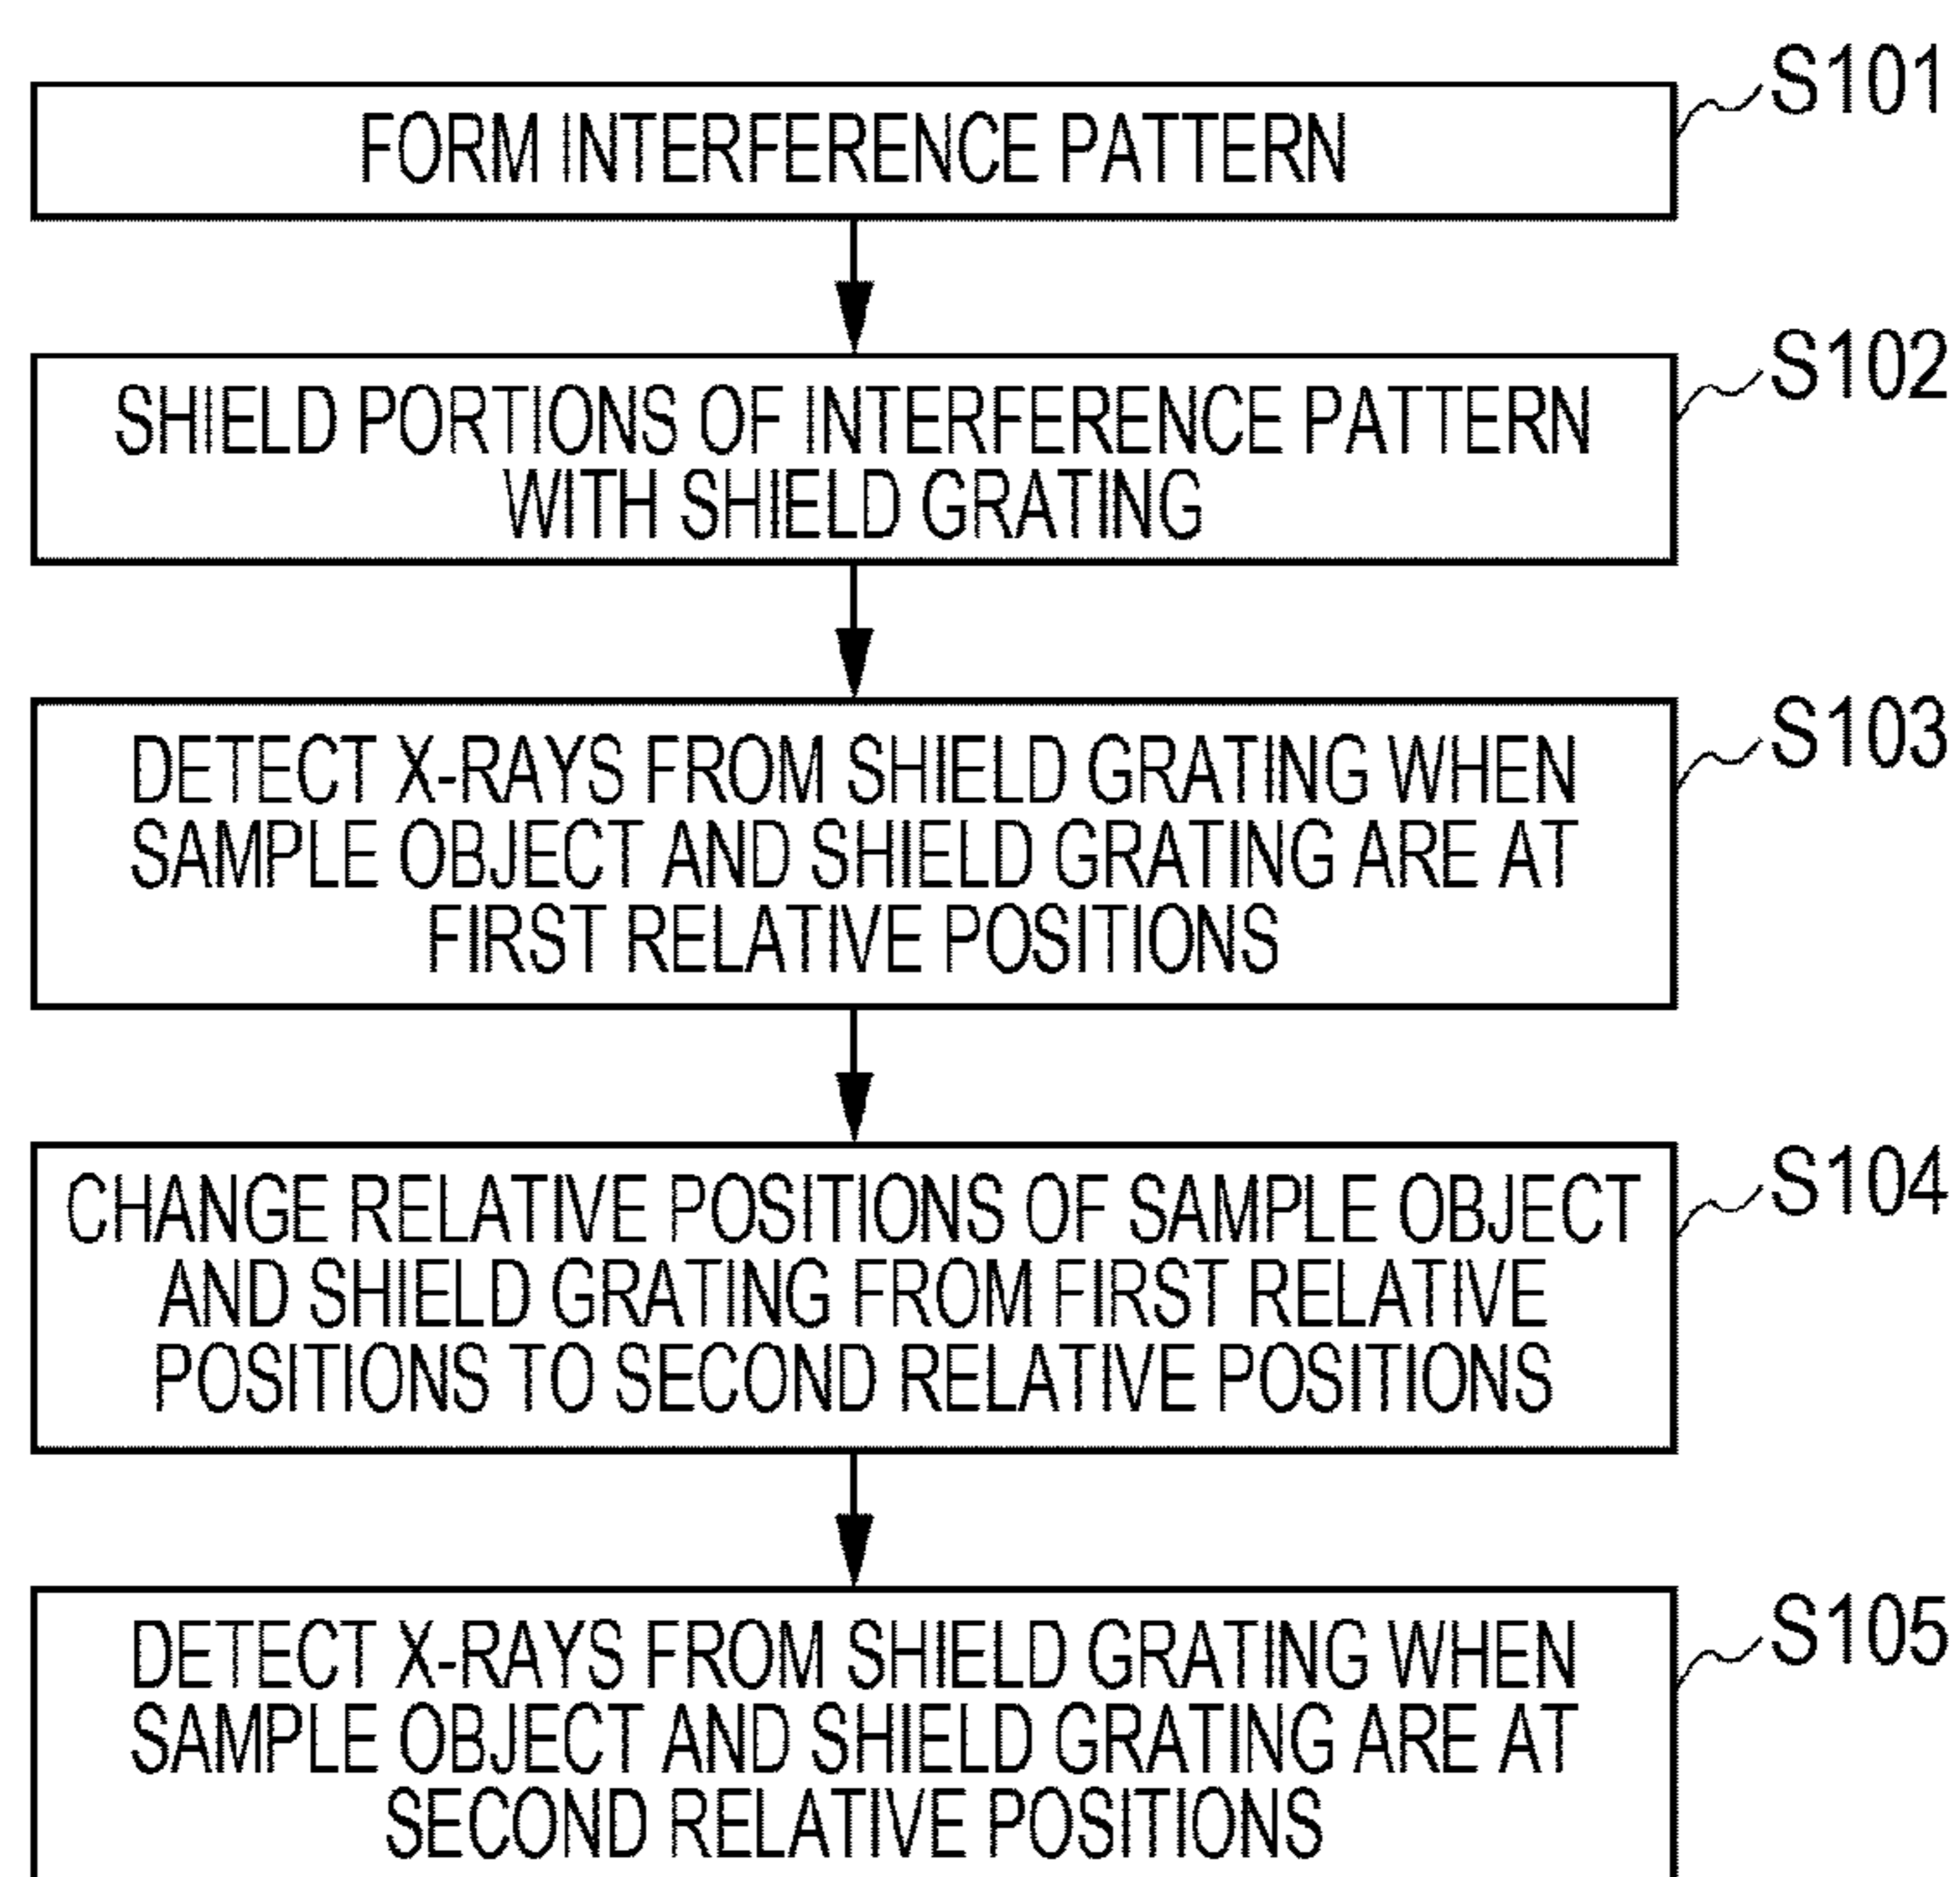 S101
FORM INTERFERENCE PATTERN
S102
SHIELD PORTIONS OF INTERFERENCE PATTERN
WITH SHIELD GRATING
S103
DETECT X-RAYS FROM SHIELD GRATING WHEN
SAMPLE OBJECT AND SHIELD GRATING ARE AT
FIRST RELATIVE POSITIONS
S104
CHANGE RELATIVE POSITIONS OF SAMPLE OBJECT
AND SHIELD GRATING FROM FIRST RELATIVE
POSITIONS TO SECOND RELATIVE POSITIONS
S105
DETECT X-RAYS FROM SHIELD GRATING WHEN
SAMPLE OBJECT AND SHIELD GRATING ARE AT
SECOND RELATIVE POSITIONS